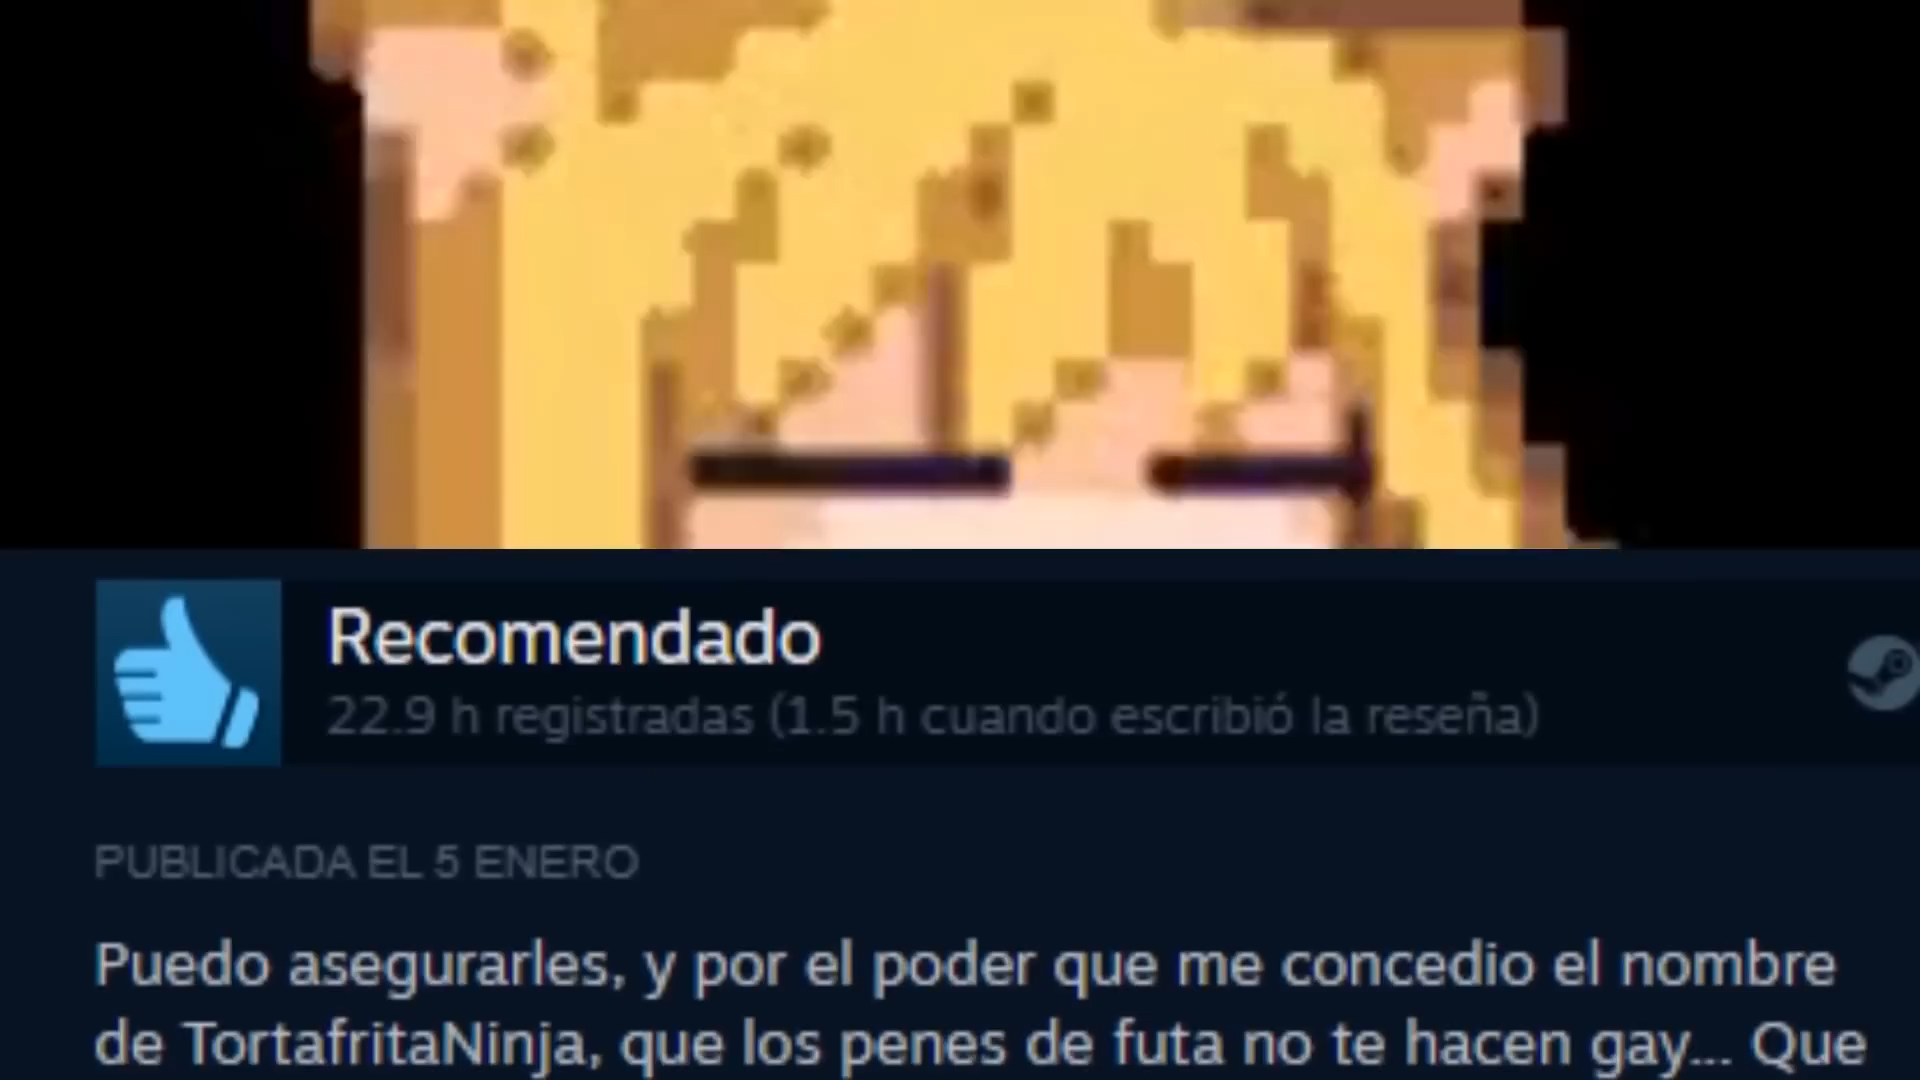 Recomendado
22.9 h registradas (1.5 h cuando escribió la reseña)
PUBLICADA EL 5 ENERO
Puedo asegurarles, y por el poder que me concedio el nombre
de TortafritaNinja, que los penes de futa no te hacen gay... Que